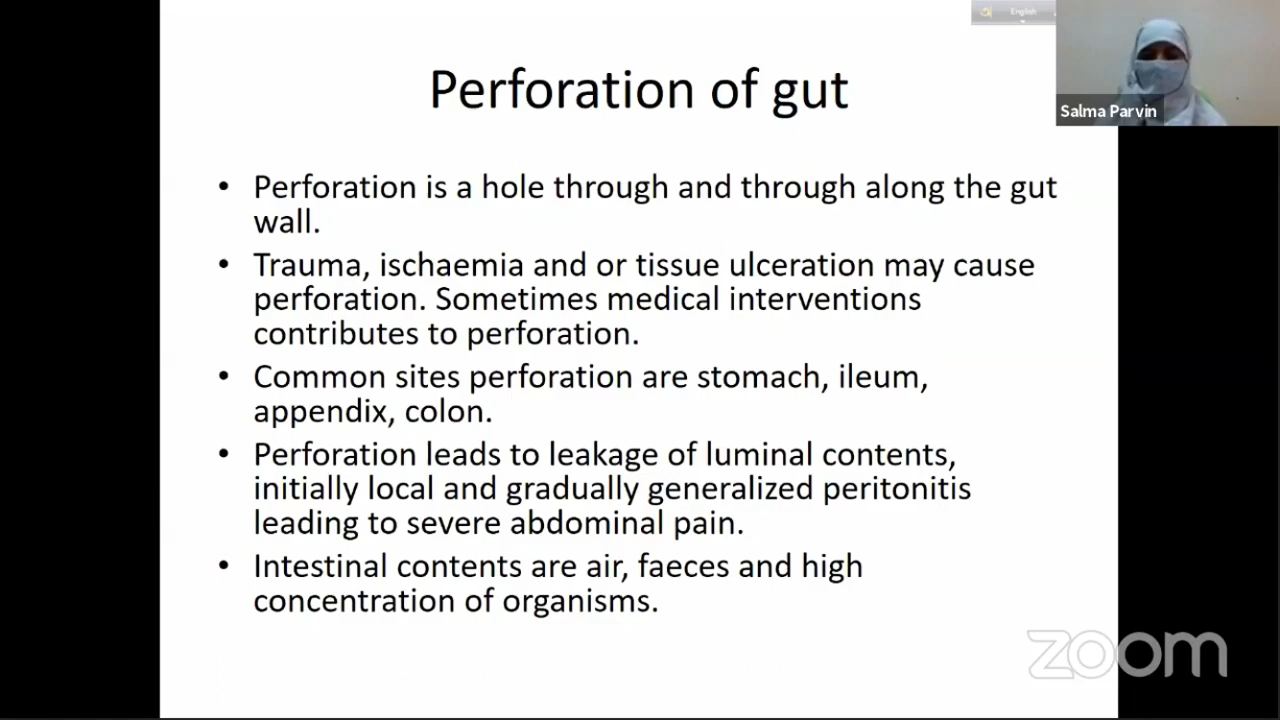 English
Perforation of gut
Salma Parvin
• Perforation is a hole through and through along the gut
wall.
• Trauma, ischaemia and or tissue ulceration may cause
perforation. Sometimes medical interventions
contributes to perforation.
• Common sites perforation are stomach, ileum,
appendix, colon.
• Perforation leads to leakage of luminal contents,
initially local and gradually generalized peritonitis
leading to severe abdominal pain.
• Intestinal contents are air, faeces and high
concentration of organisms.
zoom